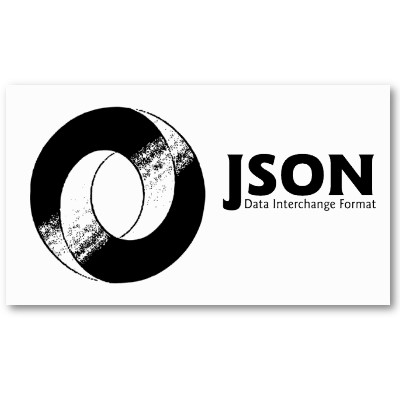 JSON
Data Interchange Format